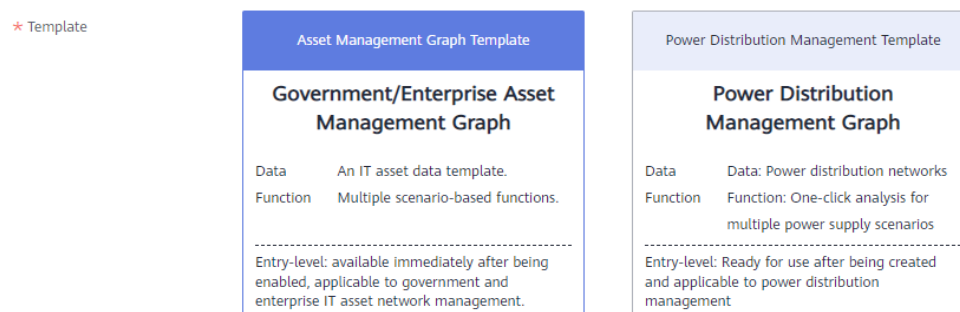 * Template
Asset Management Graph Template
Government/Enterprise Asset
Management Graph
Data An IT asset data template.
Function Multiple scenario-based functions.
Entry-level: available immediately after being
enabled, applicable to government and
enterprise IT asset network management.
Power Distribution Management Template
Power Distribution
Management Graph
Data Data: Power distribution networks
Function Function: One-click analysis for
multiple power supply scenarios
Entry-level: Ready for use after being created
and applicable to power distribution
management